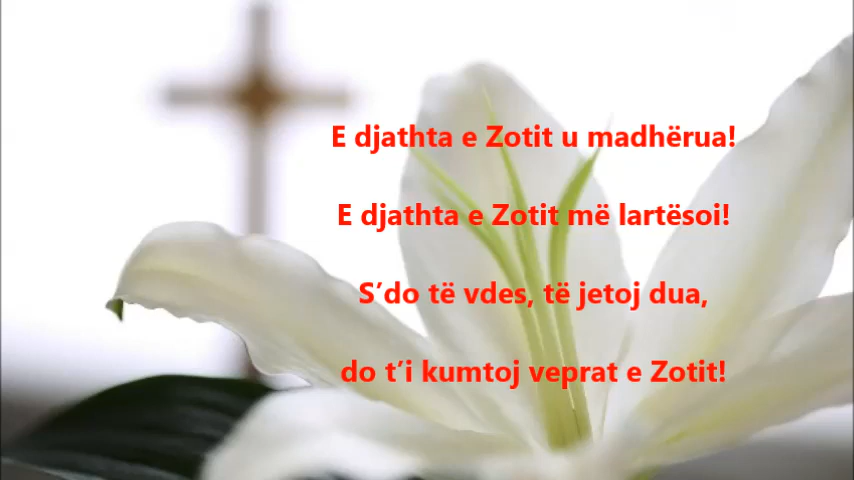 E djathta e Zotit u madhërua!
E djathta e Zotit më lartësoi!
S’do të vdes, të jetoj dua,
do t’i kumtoj veprat e Zotit!